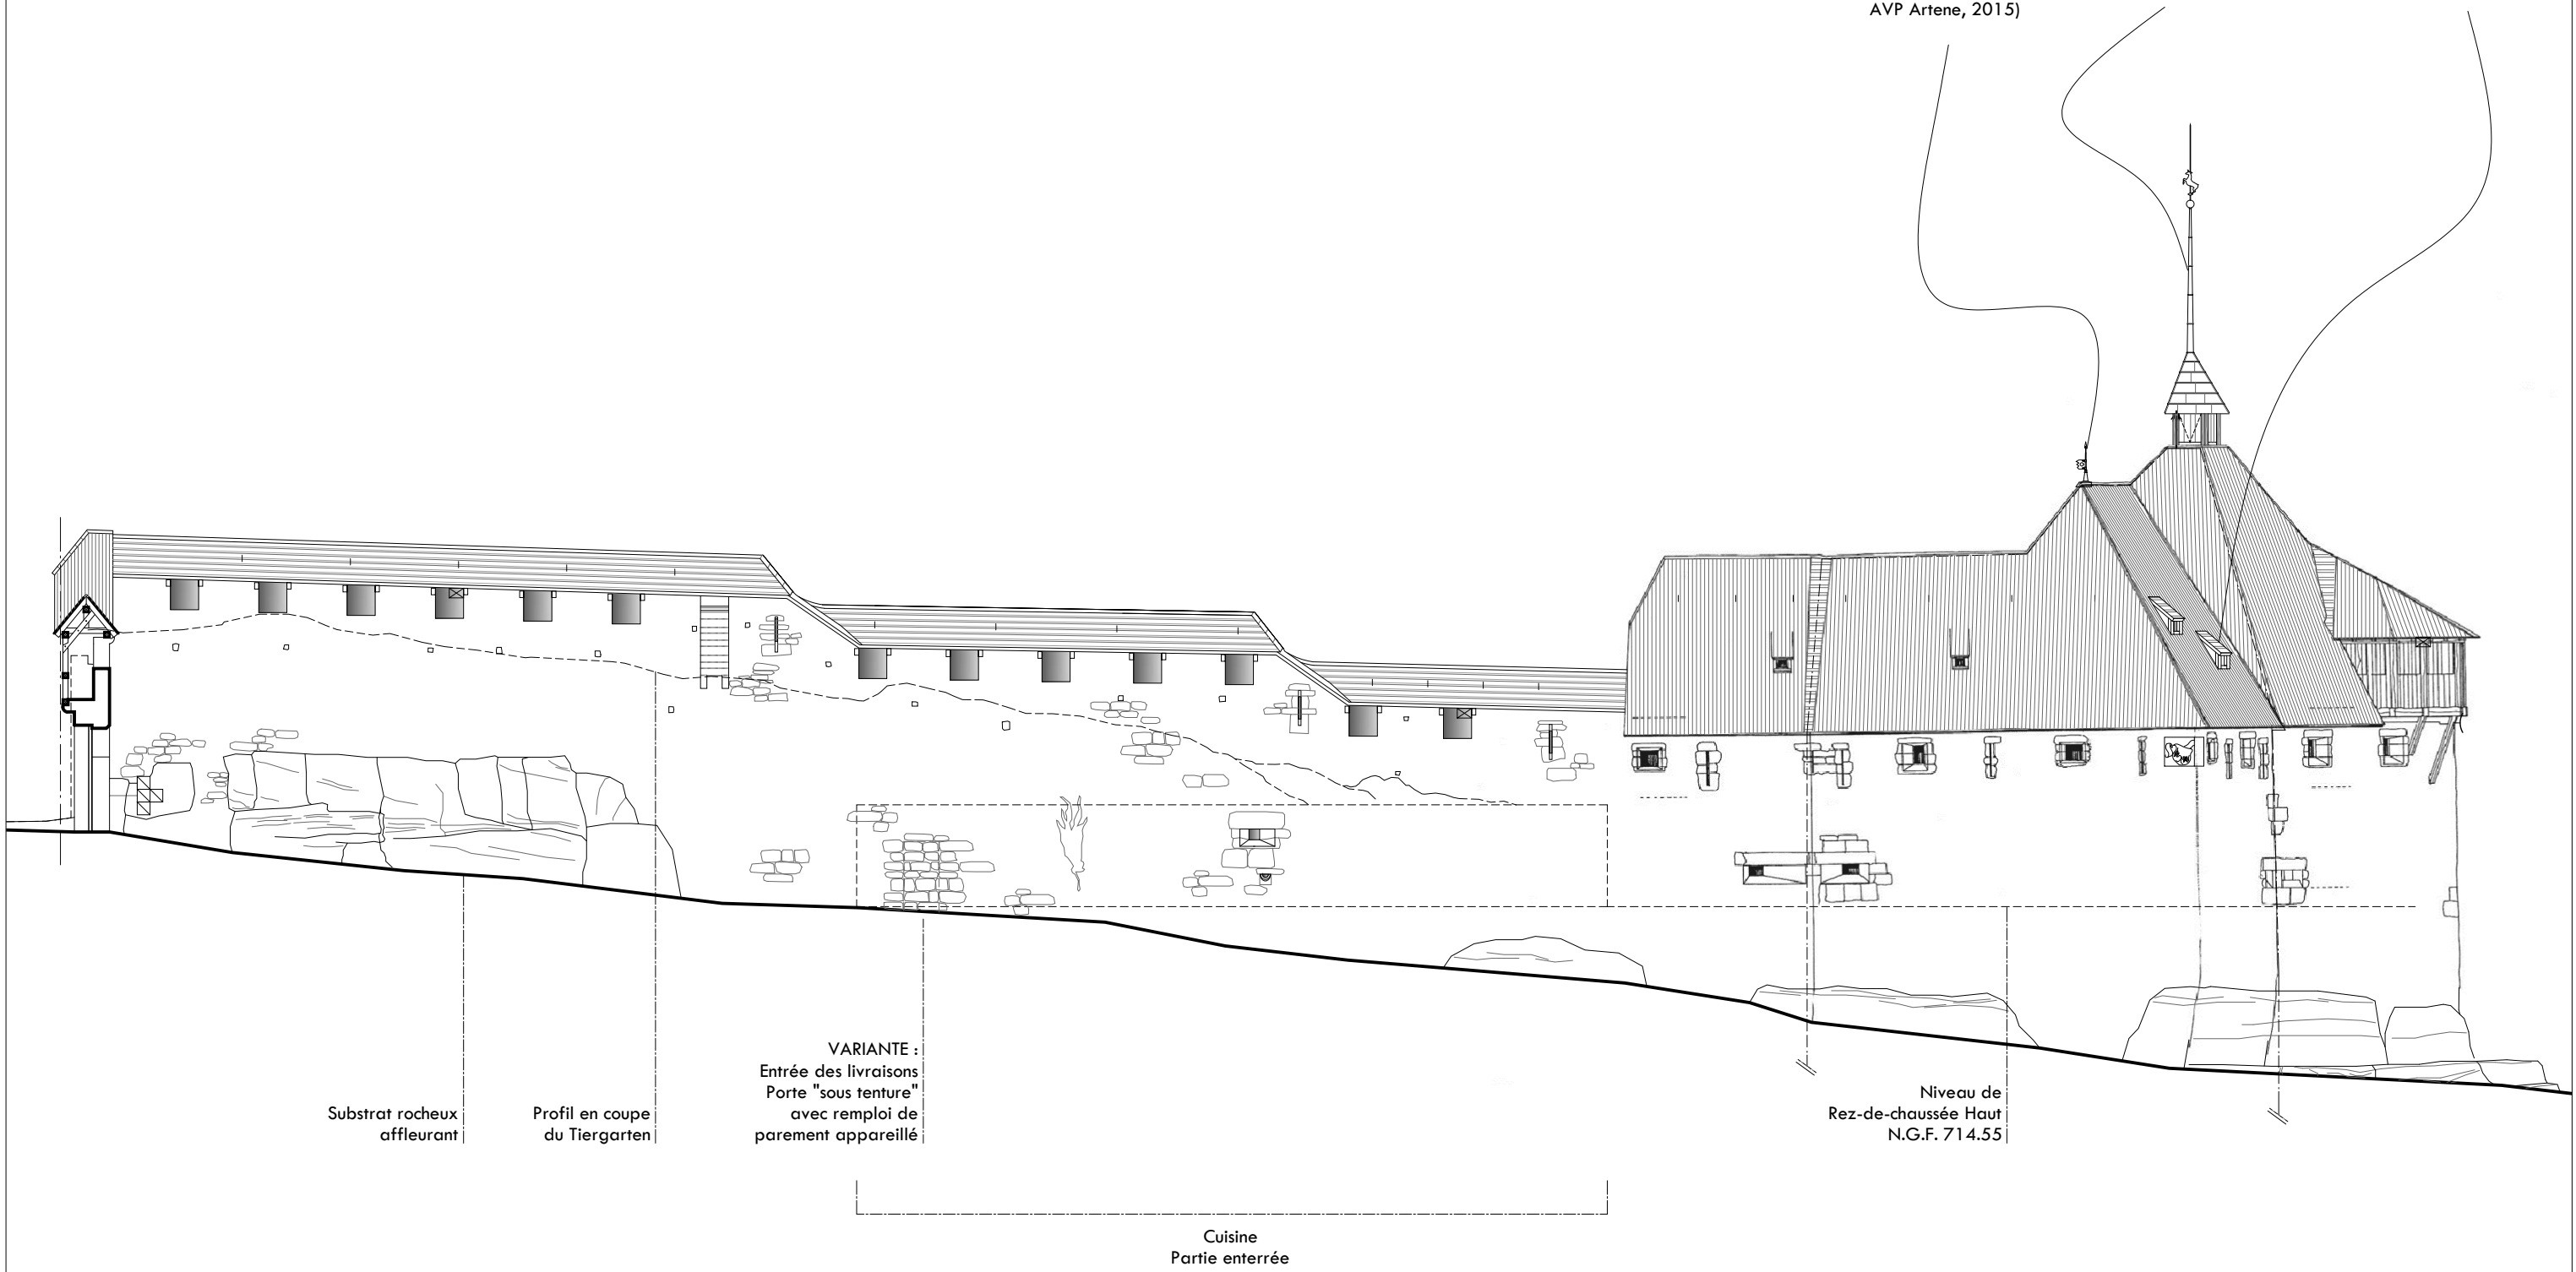 AVP Artene, 2015)
VARIANTE :
Entrée des livraisons
Porte "sous tenture"
avec remploi de
parement appareillé
Substrat rocheux
affleurant
Profil en coupe
du Tiergarten
Niveau de
Rez-de-chaussée Haut
N.G.F. 714.55
Cuisine
Partie enterrée